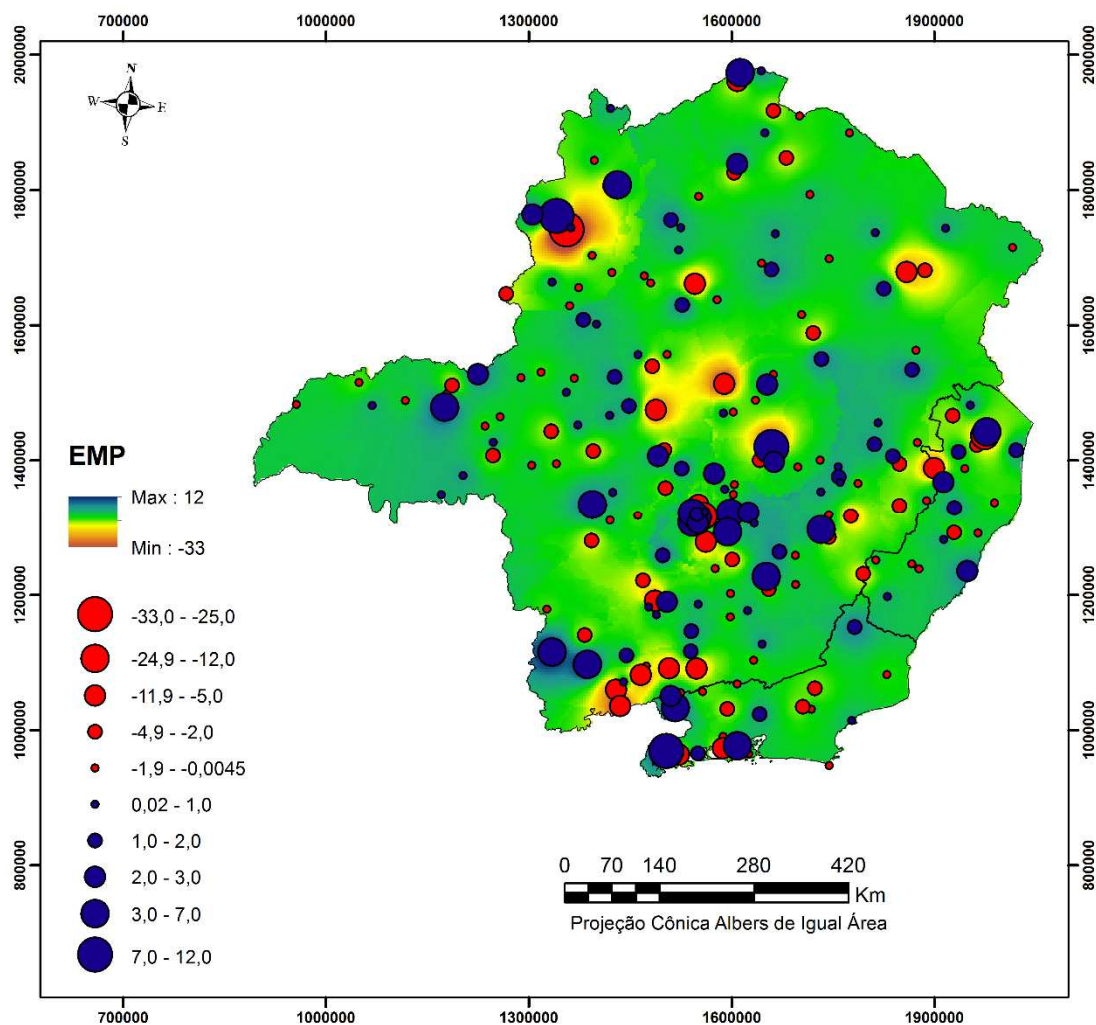 700000 1000000 1300000 1600000 1900000
2000000 2000000
N
W E
S
1800000 1800000
1600000 1600000
1400000 1400000
1200000 1200000
1000000 1000000
800000 800000
EMP
Max : 12
Min : -33
-33,0 - -25,0
-24,9 - -12,0
-11,9 - -5,0
-4,9 - -2,0
-1,9 - -0,0045
0,02 - 1,0
1,0 - 2,0
2,0 - 3,0
3,0 - 7,0
7,0 - 12,0
0 70 140 280 420
Km
Projeção Cônica Albers de Igual Área
700000 1000000 1300000 1600000 1900000